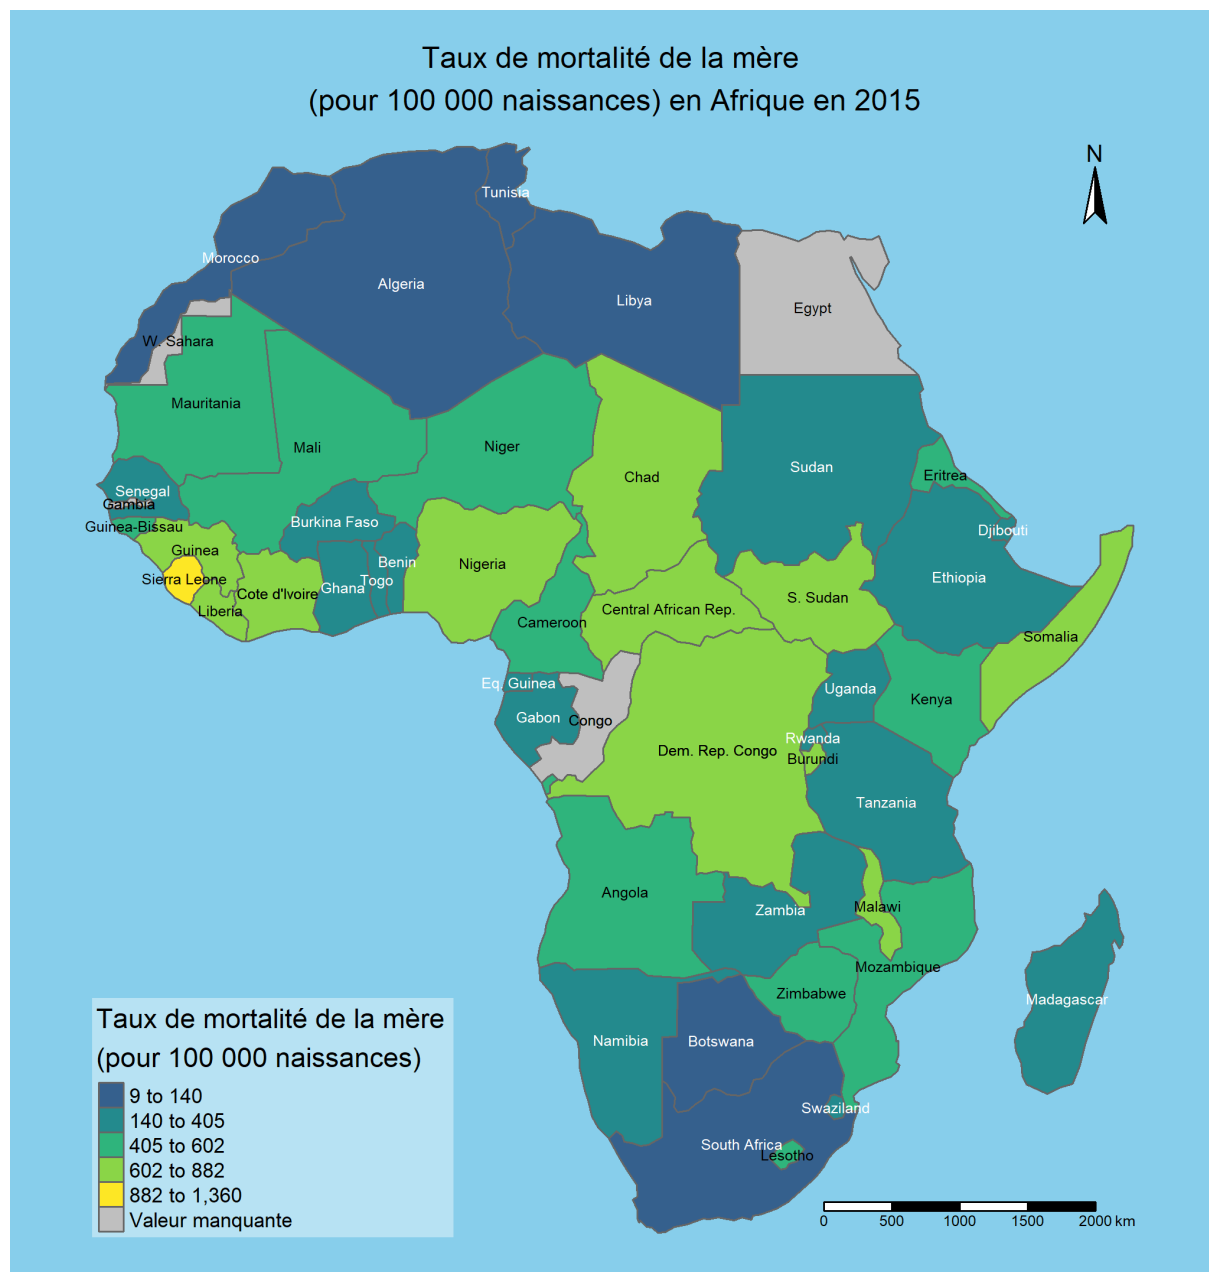 Taux de mortalité de la mère
(pour 100 000 naissances) en Afrique en 2015
N
Tunisia
Morocco
Algeria
Libya
Egypt
W. Sahara
Mauritania
Mali
Niger
Chad
Sudan
Eritrea
Senegal
Gambia
Guinea-Bissau
Burkina Faso
Djibouti
Guinea
Benin
Nigeria
Sierra Leone
Togo
Ghana
Cote d'Ivoire
Ethiopia
Liberia
Central African Rep.
S. Sudan
Cameroon
Somalia
Eq. Guinea
Uganda
Kenya
Gabon
Congo
Rwanda
Dem. Rep. Congo
Burundi
Tanzania
Angola
Zambia
Malawi
Mozambique
Zimbabwe
Madagascar
Namibia
Botswana
Swaziland
South Africa
Lesotho
Taux de mortalité de la mère
(pour 100 000 naissances)
9 to 140
140 to 405
405 to 602
602 to 882
882 to 1,360
Valeur manquante
0 500 1000 1500 2000 km